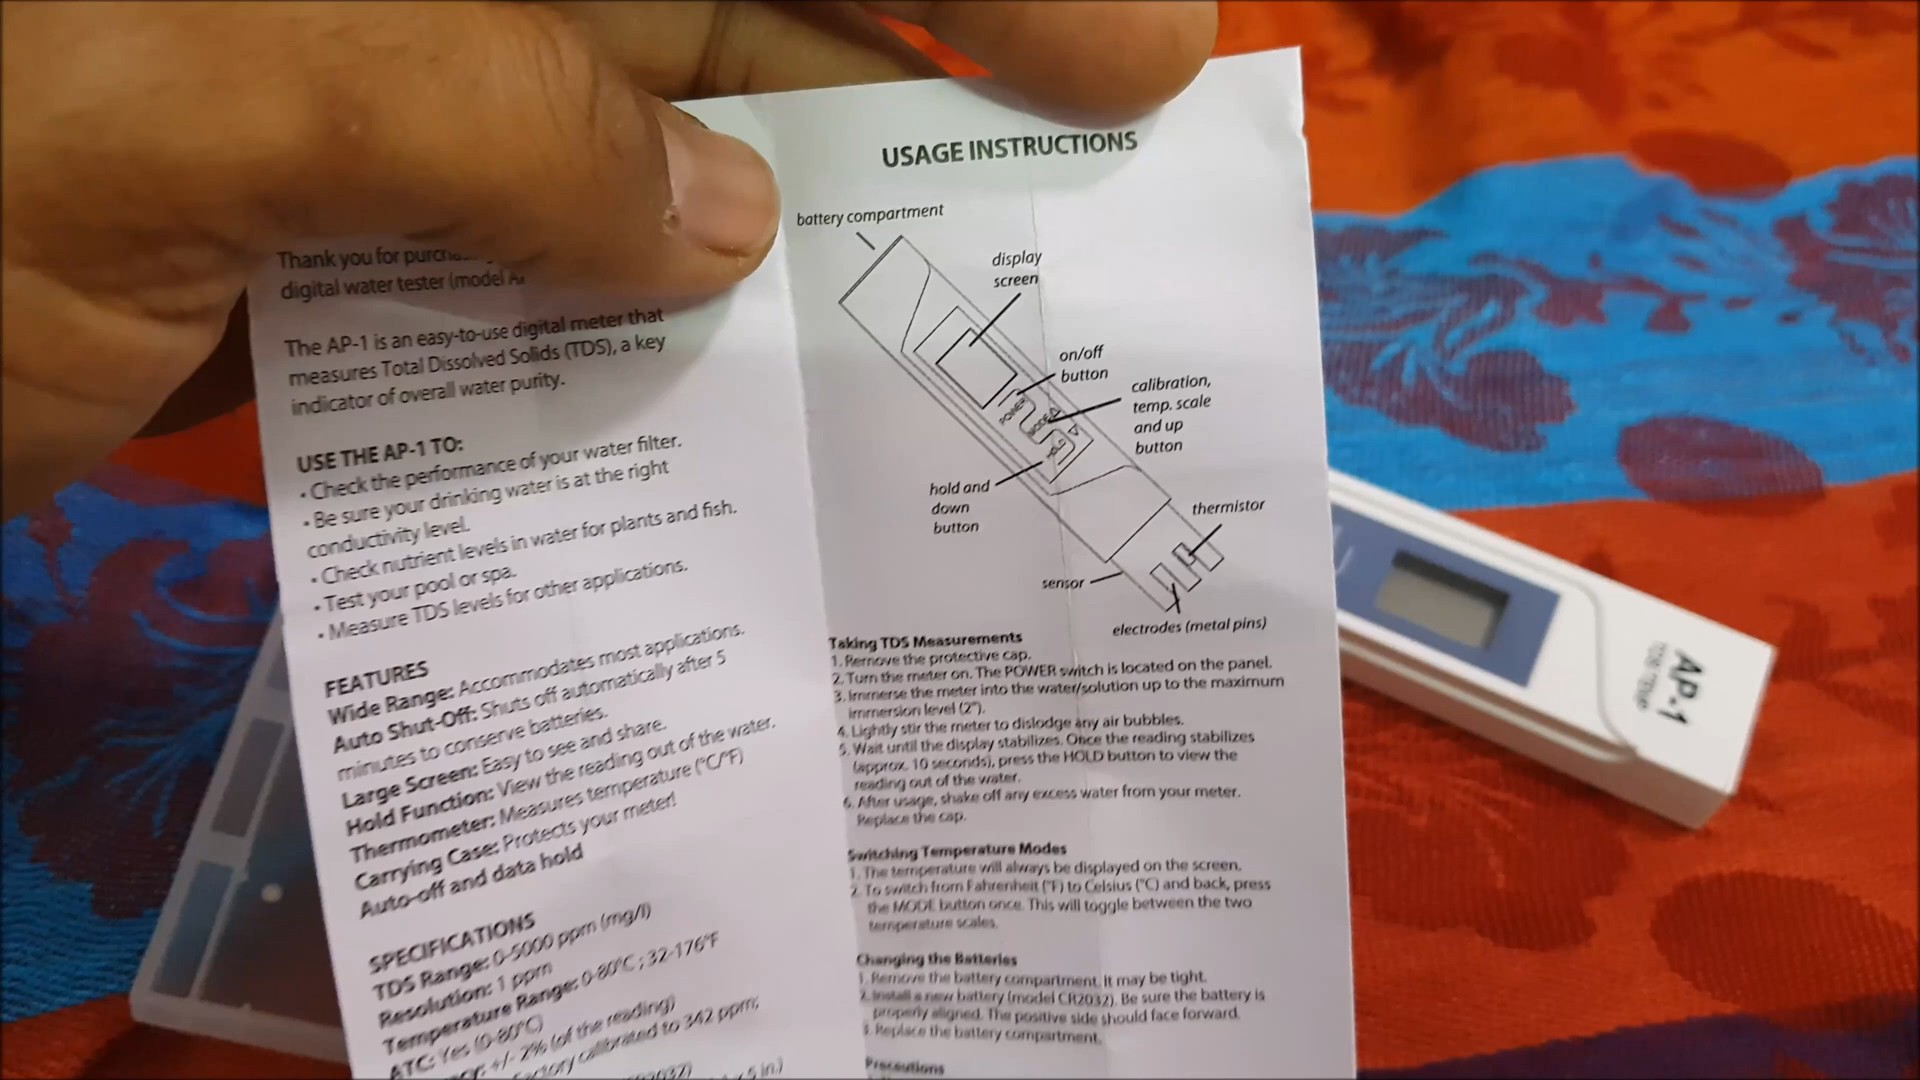 Thank you for
digital water tester (model
The AP-1 is an easy-to-use digital meter that
measures Total Dissolved Solids (TDS), a key
indicator of overall water purity.
USE THE AP-1 TO:
• Check the performance of your water filter.
• Be sure your drinking water is at the right
conductivity level.
• Check nutrient levels in water for plants and fish.
• Test your pool or spa.
• Measure TDS levels for other applications.
FEATURES
Wide Range: Accommodates most applications.
Auto Shut-Off: Shuts off automatically after 5
minutes to conserve batteries.
Large Screen: Easy to see and share.
Hold Function: View the reading out of the water.
Thermometer: Measures temperature (°C/°F)
Carrying Case: Protects your meter!
Auto-off and data hold
SPECIFICATIONS
TDS Range: 0-5000 ppm (mg/l)
Resolution: 1 ppm
Temperature Range: 0-80°C ; 32-176°F
ATC: Yes (0-80°C)
+/- 2% (of the reading)
calibrated to 342 ppm;
USAGE INSTRUCTIONS
battery compartment
display
screen
on/off
button
calibration,
temp. scale
and up
button
POWER
MODE
HOLD
hold and
down
button
thermistor
sensor
electrodes (metal pins)
Taking TDS Measurements
1. Remove the protective cap.
2. Turn the meter on. The POWER switch is located on the panel.
3. Immerse the meter into the water/solution up to the maximum
immersion level (2").
4. Lightly stir the meter to dislodge any air bubbles.
5. Wait until the display stabilizes. Once the reading stabilizes
(approx. 10 seconds), press the HOLD button to view the
reading out of the water.
6. After usage, shake off any excess water from your meter.
Replace the cap.
Switching Temperature Modes
1. The temperature will always be displayed on the screen.
2. To switch from Fahrenheit (°F) to Celsius (°C) and back, press
the MODE button once. This will toggle between the two
temperature scales.
Changing the Batteries
1. Remove the battery compartment. It may be tight.
2. Install a new battery (model CR2032). Be sure the battery is
properly aligned. The positive side should face forward.
3. Replace the battery compartment.
Precautions
AP-1